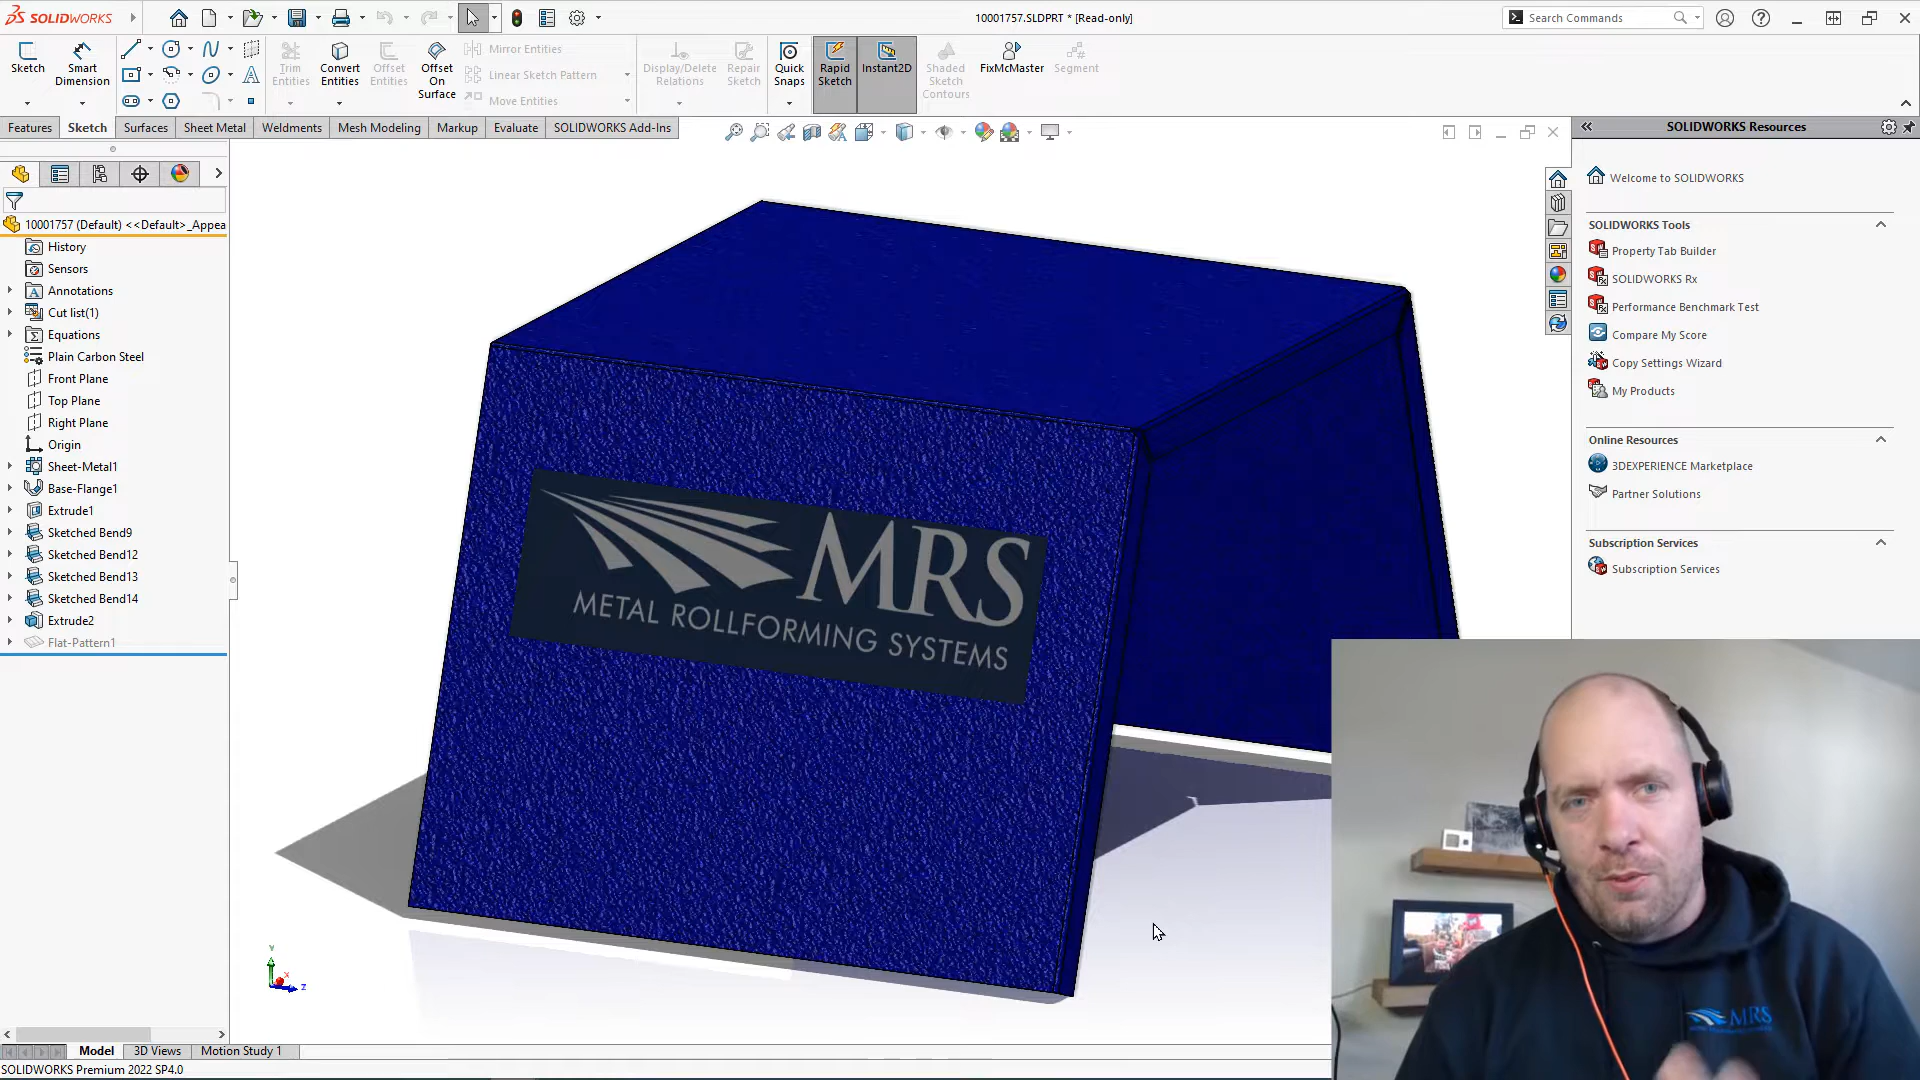 SOLIDWORKS
10001757.SLDPRT * [Read-only]
Search Commands
Sketch
Smart Dimension
Trim Entities
Convert Entities
Offset Entities
Offset On Surface
Mirror Entities
Linear Sketch Pattern
Move Entities
Display/Delete Relations
Repair Sketch
Quick Snaps
Rapid Sketch
Instant2D
Shaded Sketch Contours
FixMcMaster
Segment
Features
Sketch
Surfaces
Sheet Metal
Weldments
Mesh Modeling
Markup
Evaluate
SOLIDWORKS Add-Ins
10001757 (Default) <<Default>_Appea
History
Sensors
Annotations
Cut list(1)
Equations
Plain Carbon Steel
Front Plane
Top Plane
Right Plane
Origin
Sheet-Metal1
Base-Flange1
Extrude1
Sketched Bend9
Sketched Bend12
Sketched Bend13
Sketched Bend14
Extrude2
Flat-Pattern1
MRS
METAL ROLLFORMING SYSTEMS
Y
X
Z
SOLIDWORKS Resources
Welcome to SOLIDWORKS
SOLIDWORKS Tools
Property Tab Builder
SOLIDWORKS Rx
Performance Benchmark Test
Compare My Score
Copy Settings Wizard
My Products
Online Resources
3DEXPERIENCE Marketplace
Partner Solutions
Subscription Services
Subscription Services
MRS
Model
3D Views
Motion Study 1
SOLIDWORKS Premium 2022 SP4.0